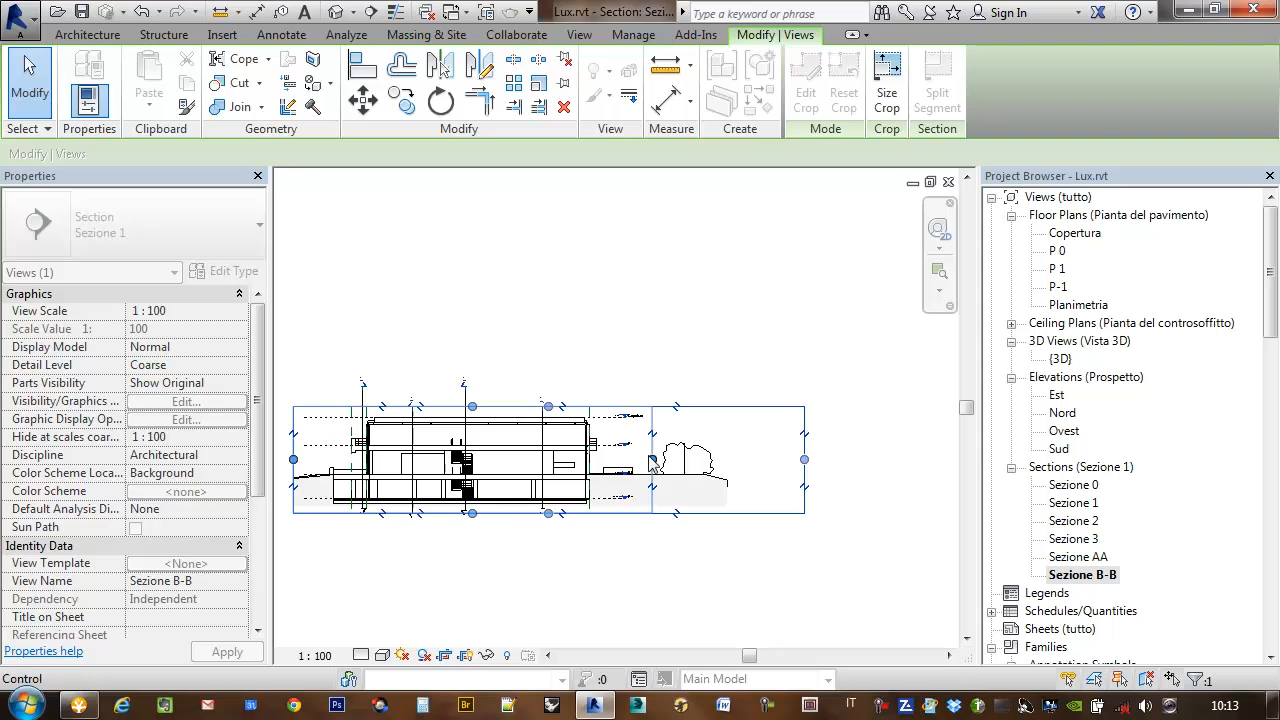 Lux.rvt - Section: Sezi...
Type a keyword or phrase
Sign In
Architecture
Structure
Insert
Annotate
Analyze
Massing & Site
Collaborate
View
Manage
Add-Ins
Modify | Views
Modify
Paste
Cope
Cut
Join
Edit Crop
Reset Crop
Size Crop
Split Segment
Select
Properties
Clipboard
Geometry
Modify
View
Measure
Create
Mode
Crop
Section
Modify | Views
Properties
Section
Sezione 1
Views (1)
Edit Type
Graphics
View Scale 1 : 100
Scale Value 1: 100
Display Model Normal
Detail Level Coarse
Parts Visibility Show Original
Visibility/Graphics ... Edit...
Graphic Display Op... Edit...
Hide at scales coar... 1 : 100
Discipline Architectural
Color Scheme Loca... Background
Color Scheme <none>
Default Analysis Di... None
Sun Path
Identity Data
View Template <None>
View Name Sezione B-B
Dependency Independent
Title on Sheet
Referencing Sheet
Properties help
Apply
2D
1 : 100
Project Browser - Lux.rvt
Views (tutto)
Floor Plans (Pianta del pavimento)
Copertura
P 0
P 1
P-1
Planimetria
Ceiling Plans (Pianta del controsoffitto)
3D Views (Vista 3D)
{3D}
Elevations (Prospetto)
Est
Nord
Ovest
Sud
Sections (Sezione 1)
Sezione 0
Sezione 1
Sezione 2
Sezione 3
Sezione AA
Sezione B-B
Legends
Schedules/Quantities
Sheets (tutto)
Families
Annotation Symbols
Control
:0
Main Model
:1
Ps
Br
IT
10:13